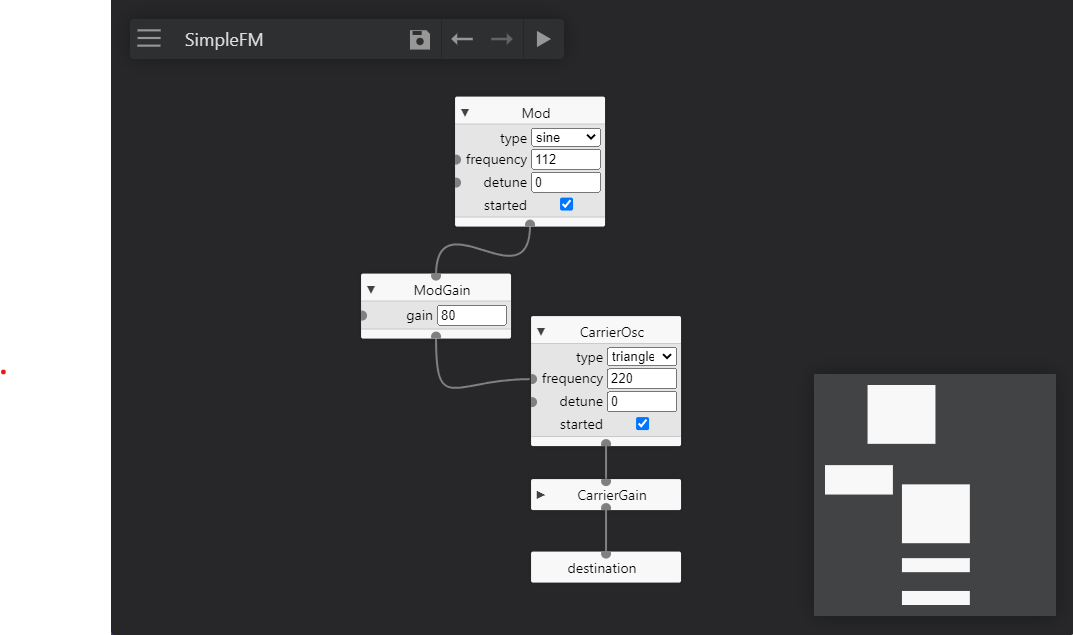 SimpleFM
Mod
type sine
frequency 112
detune 0
started
ModGain
gain 80
CarrierOsc
type triangle
frequency 220
detune 0
started
CarrierGain
destination